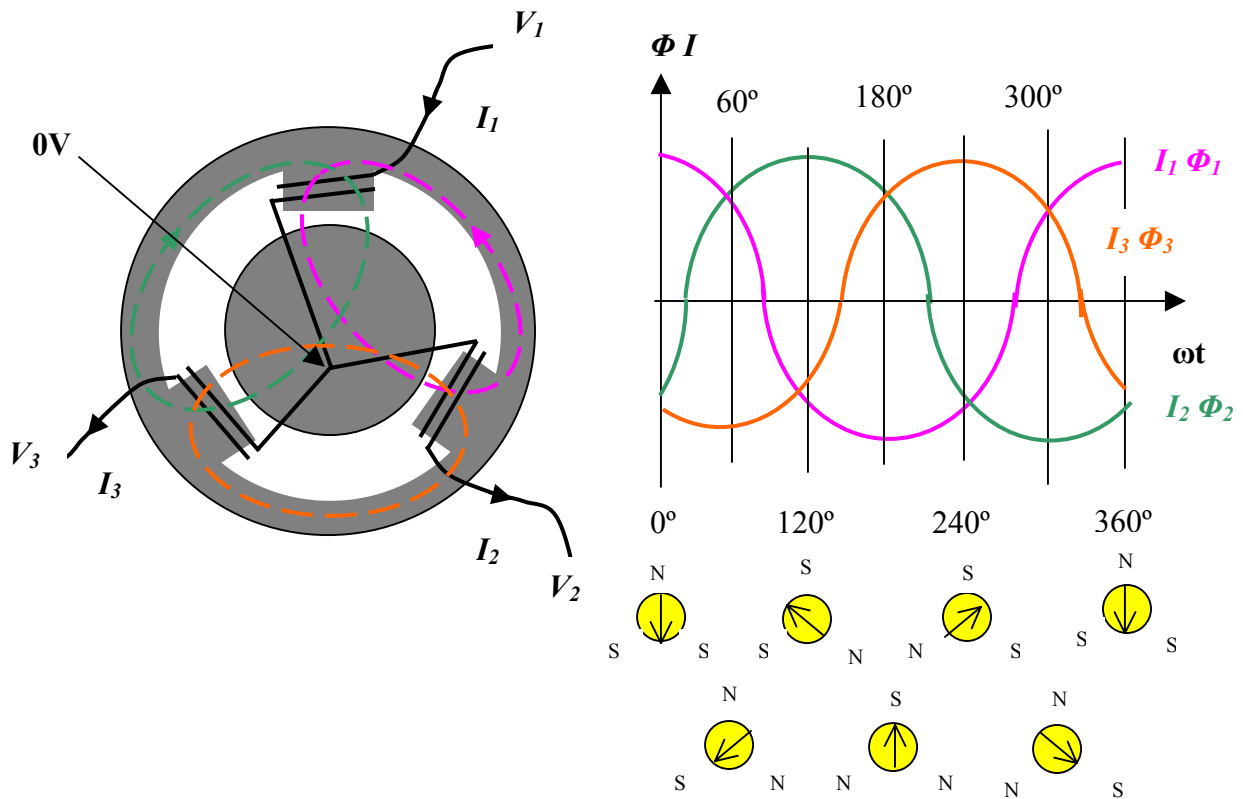 V₁
I₁
0V
V₃
I₃
I₂
V₂
Φ I
60º 180º 300º
I₁ Φ₁
I₃ Φ₃
ωt
I₂ Φ₂
0º 120º 240º 360º
N S S N
S S S N N S S S
N S N
S N N N N S